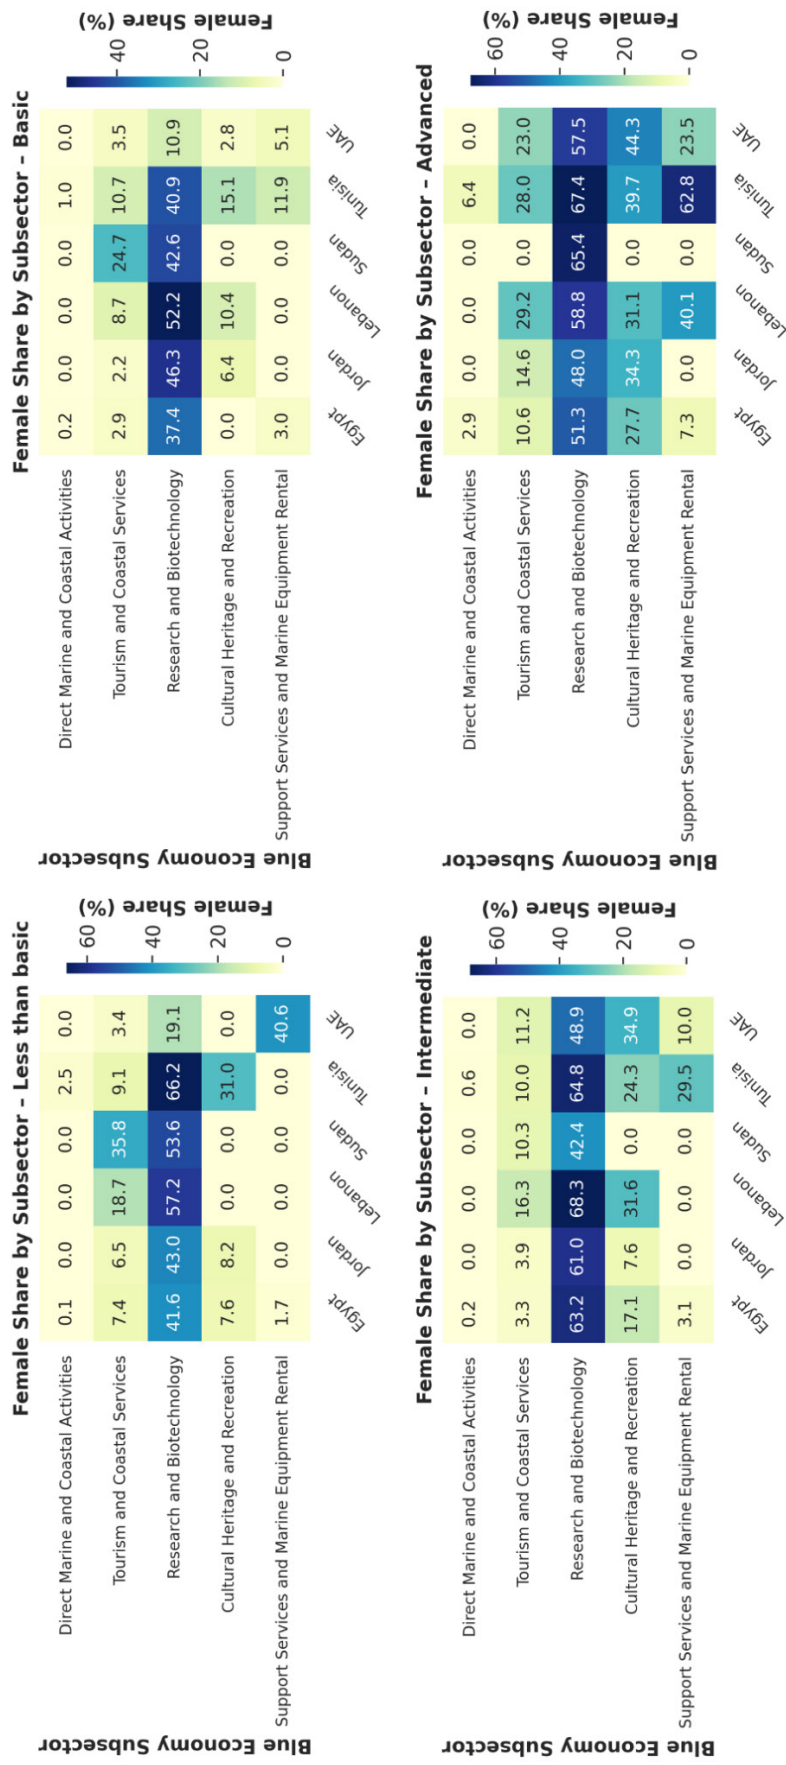 Female Share by Subsector – Less than basic
Blue Economy Subsector
Direct Marine and Coastal Activities 0.1 0.0 0.0 0.0 2.5 0.0
Tourism and Coastal Services 7.4 6.5 18.7 35.8 9.1 3.4
Research and Biotechnology 41.6 43.0 57.2 53.6 66.2 19.1
Cultural Heritage and Recreation 7.6 8.2 0.0 0.0 31.0 0.0
Support Services and Marine Equipment Rental 1.7 0.0 0.0 0.0 0.0 40.6
Egypt Jordan Lebanon Sudan Tunisia UAE
60
40
20
0
Female Share (%)
Female Share by Subsector – Basic
Blue Economy Subsector
Direct Marine and Coastal Activities 0.2 0.0 0.0 0.0 1.0 0.0
Tourism and Coastal Services 2.9 2.2 8.7 24.7 10.7 3.5
Research and Biotechnology 37.4 46.3 52.2 42.6 40.9 10.9
Cultural Heritage and Recreation 0.0 6.4 10.4 0.0 15.1 2.8
Support Services and Marine Equipment Rental 3.0 0.0 0.0 0.0 11.9 5.1
Egypt Jordan Lebanon Sudan Tunisia UAE
40
20
0
Female Share (%)
Female Share by Subsector – Intermediate
Blue Economy Subsector
Direct Marine and Coastal Activities 0.2 0.0 0.0 0.0 0.6 0.0
Tourism and Coastal Services 3.3 3.9 16.3 10.3 10.0 11.2
Research and Biotechnology 63.2 61.0 68.3 42.4 64.8 48.9
Cultural Heritage and Recreation 17.1 7.6 31.6 0.0 24.3 34.9
Support Services and Marine Equipment Rental 3.1 0.0 0.0 0.0 29.5 10.0
Egypt Jordan Lebanon Sudan Tunisia UAE
60
40
20
0
Female Share (%)
Female Share by Subsector – Advanced
Blue Economy Subsector
Direct Marine and Coastal Activities 2.9 0.0 0.0 0.0 6.4 0.0
Tourism and Coastal Services 10.6 14.6 29.2 0.0 28.0 23.0
Research and Biotechnology 51.3 48.0 58.8 65.4 67.4 57.5
Cultural Heritage and Recreation 27.7 34.3 31.1 0.0 39.7 44.3
Support Services and Marine Equipment Rental 7.3 0.0 40.1 0.0 62.8 23.5
Egypt Jordan Lebanon Sudan Tunisia UAE
60
40
20
0
Female Share (%)